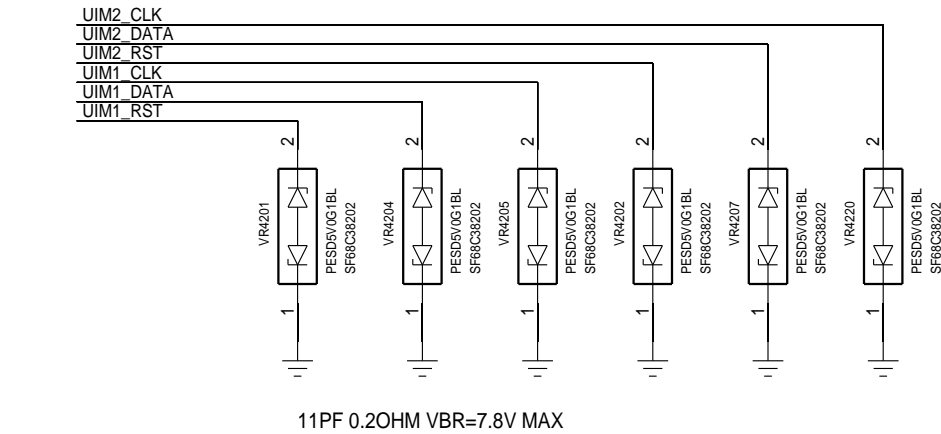 UIM2_CLK
UIM2_DATA
UIM2_RST
UIM1_CLK
UIM1_DATA
UIM1_RST
2
2
2
2
2
2
VR4201
PESD5V0G1BL
SF68C38202
VR4204
PESD5V0G1BL
SF68C38202
VR4205
PESD5V0G1BL
SF68C38202
VR4202
PESD5V0G1BL
SF68C38202
VR4207
PESD5V0G1BL
SF68C38202
VR4220
PESD5V0G1BL
SF68C38202
1
1
1
1
1
1
11PF 0.2OHM VBR=7.8V MAX